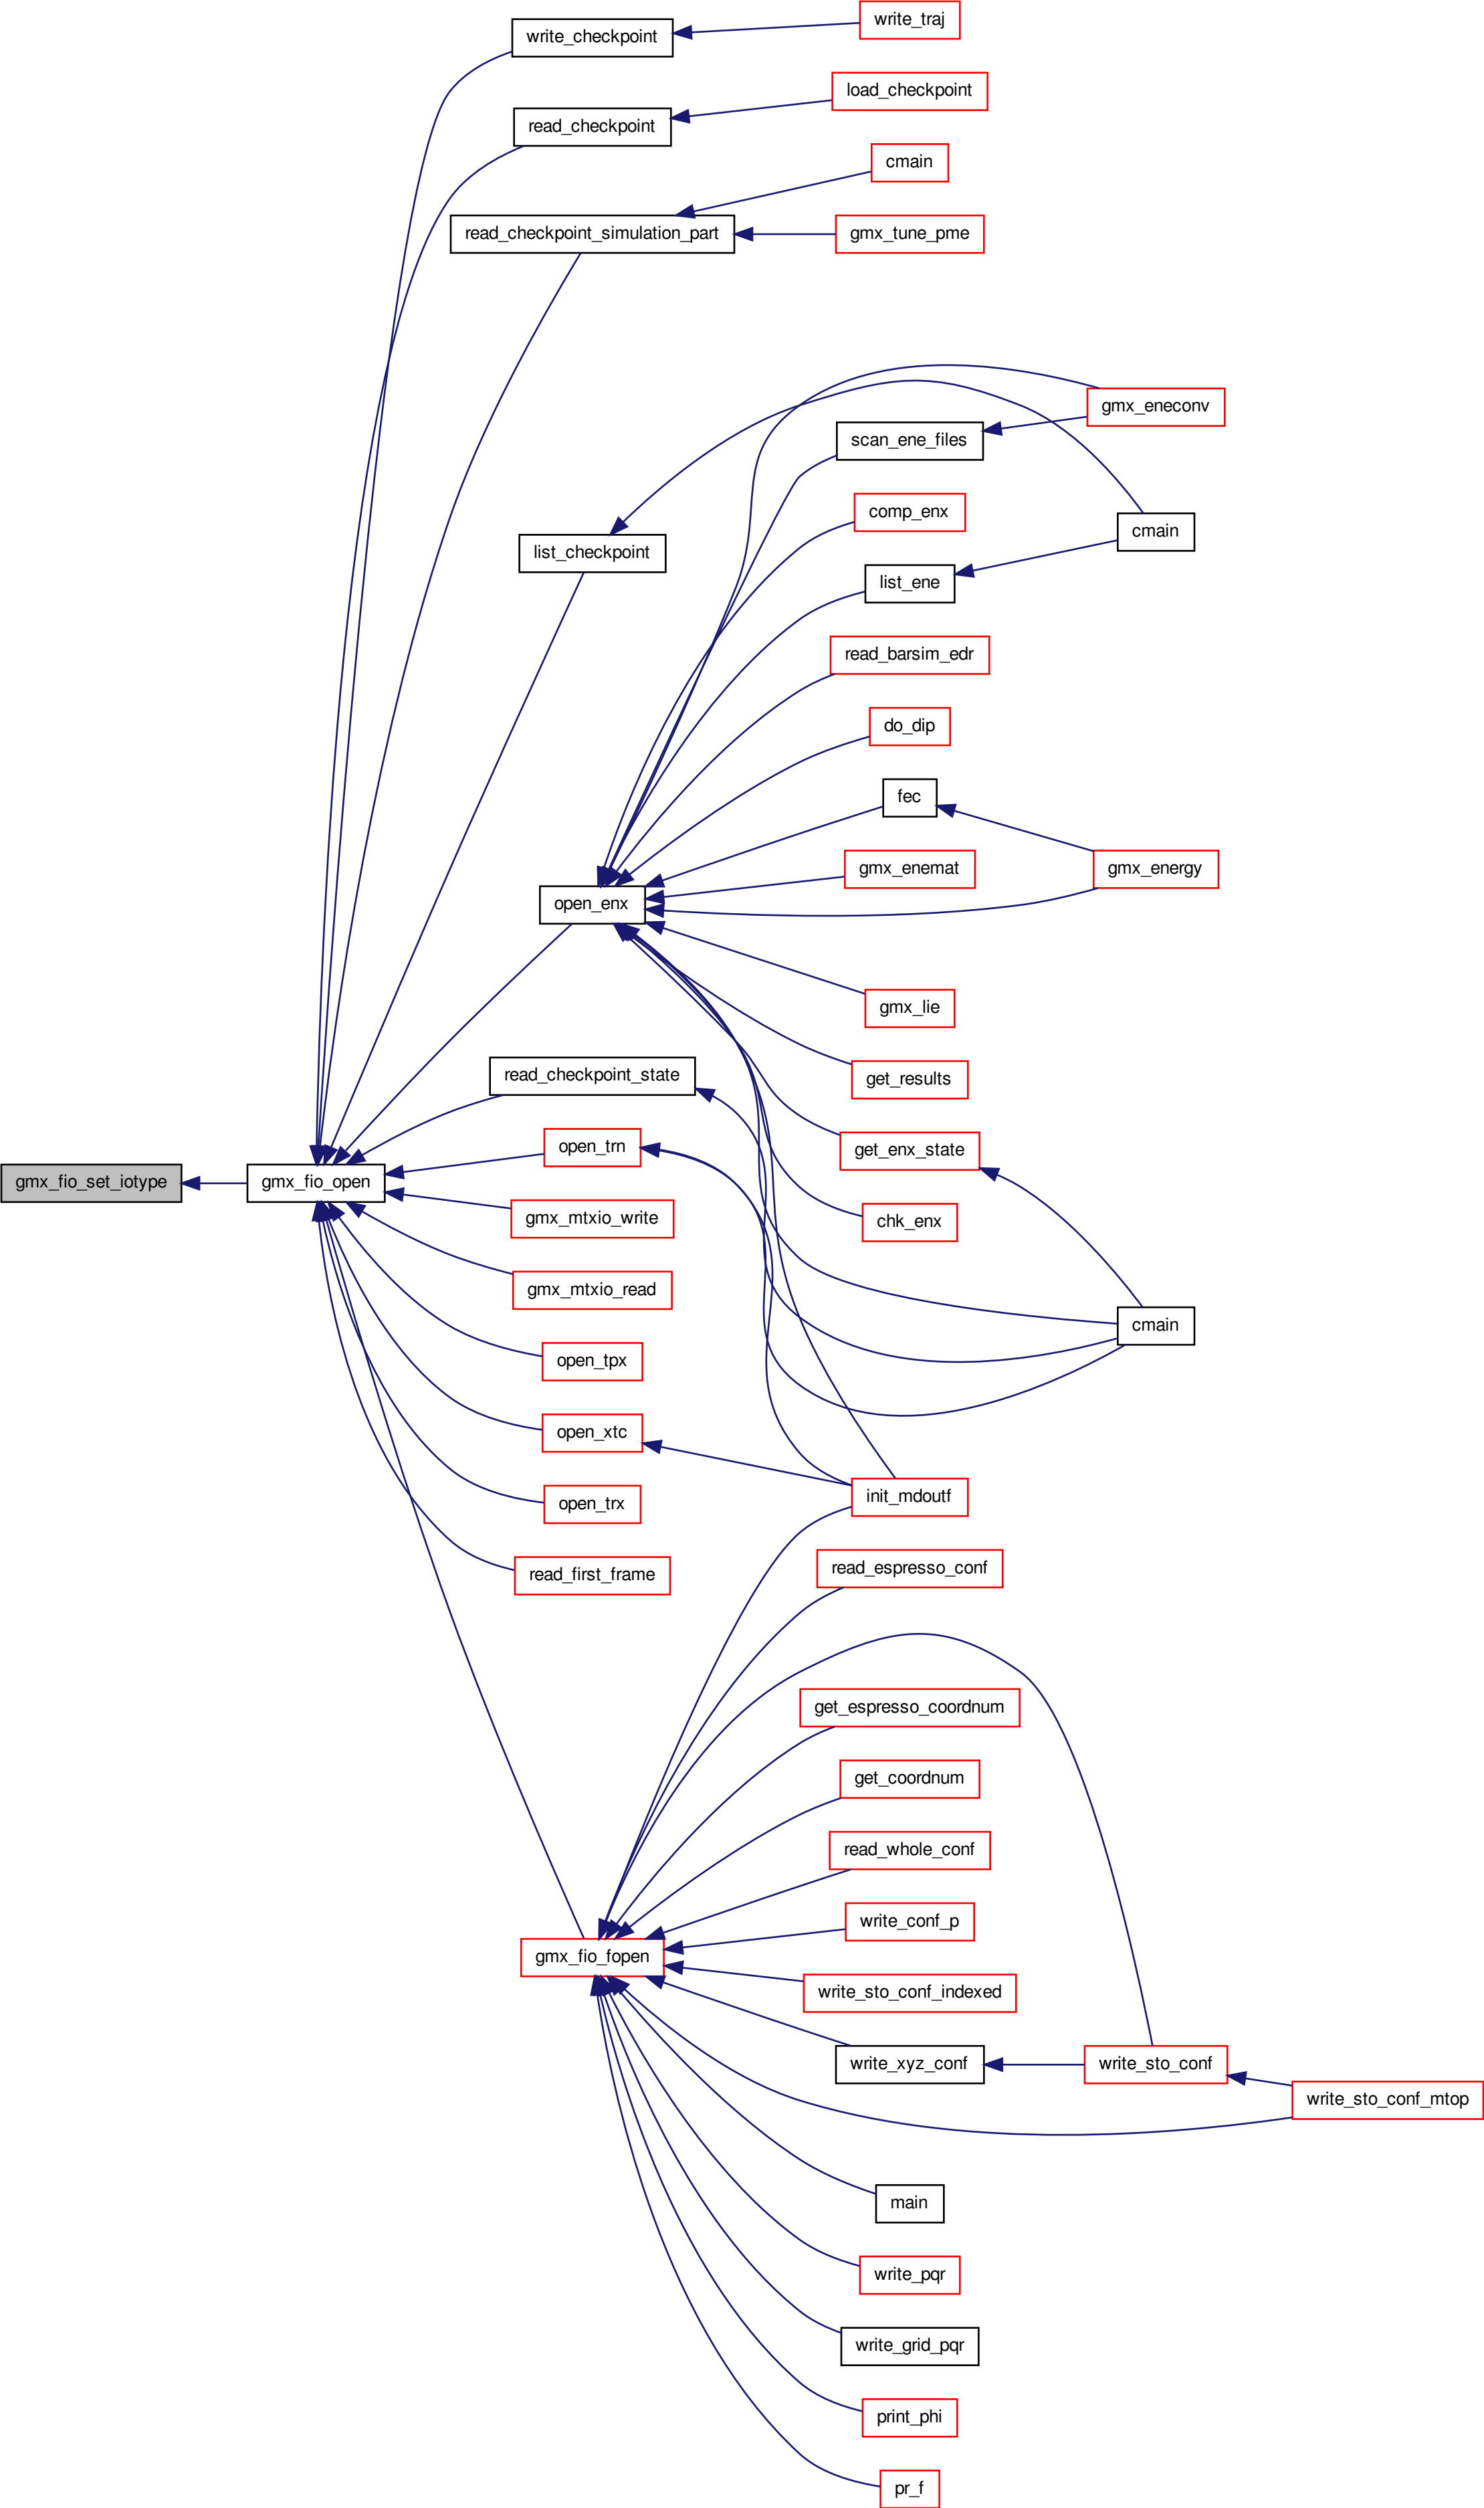 write_checkpoint
write_traj
load_checkpoint
read_checkpoint
cmain
read_checkpoint_simulation_part
gmx_tune_pme
gmx_eneconv
scan_ene_files
comp_enx
cmain
list_checkpoint
list_ene
read_barsim_edr
do_dip
fec
gmx_enemat
gmx_energy
open_enx
gmx_lie
read_checkpoint_state
get_results
open_trn
get_enx_state
gmx_fio_set_iotype
gmx_fio_open
gmx_mtxio_write
chk_enx
gmx_mtxio_read
cmain
open_tpx
open_xtc
open_trx
init_mdoutf
read_first_frame
read_espresso_conf
get_espresso_coordnum
get_coordnum
read_whole_conf
write_conf_p
gmx_fio_fopen
write_sto_conf_indexed
write_xyz_conf
write_sto_conf
write_sto_conf_mtop
main
write_pqr
write_grid_pqr
print_phi
pr_f